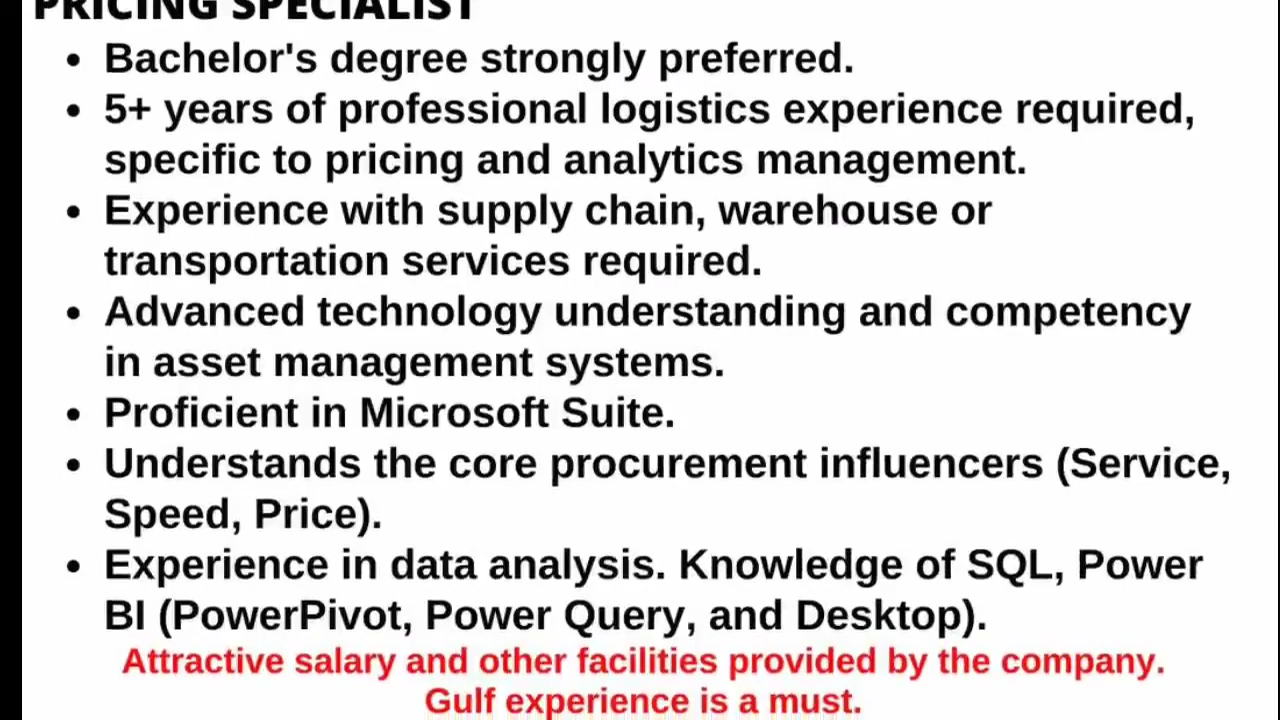 PRICING SPECIALIST
• Bachelor's degree strongly preferred.
• 5+ years of professional logistics experience required,
specific to pricing and analytics management.
• Experience with supply chain, warehouse or
transportation services required.
• Advanced technology understanding and competency
in asset management systems.
• Proficient in Microsoft Suite.
• Understands the core procurement influencers (Service,
Speed, Price).
• Experience in data analysis. Knowledge of SQL, Power
BI (PowerPivot, Power Query, and Desktop).
Attractive salary and other facilities provided by the company.
Gulf experience is a must.